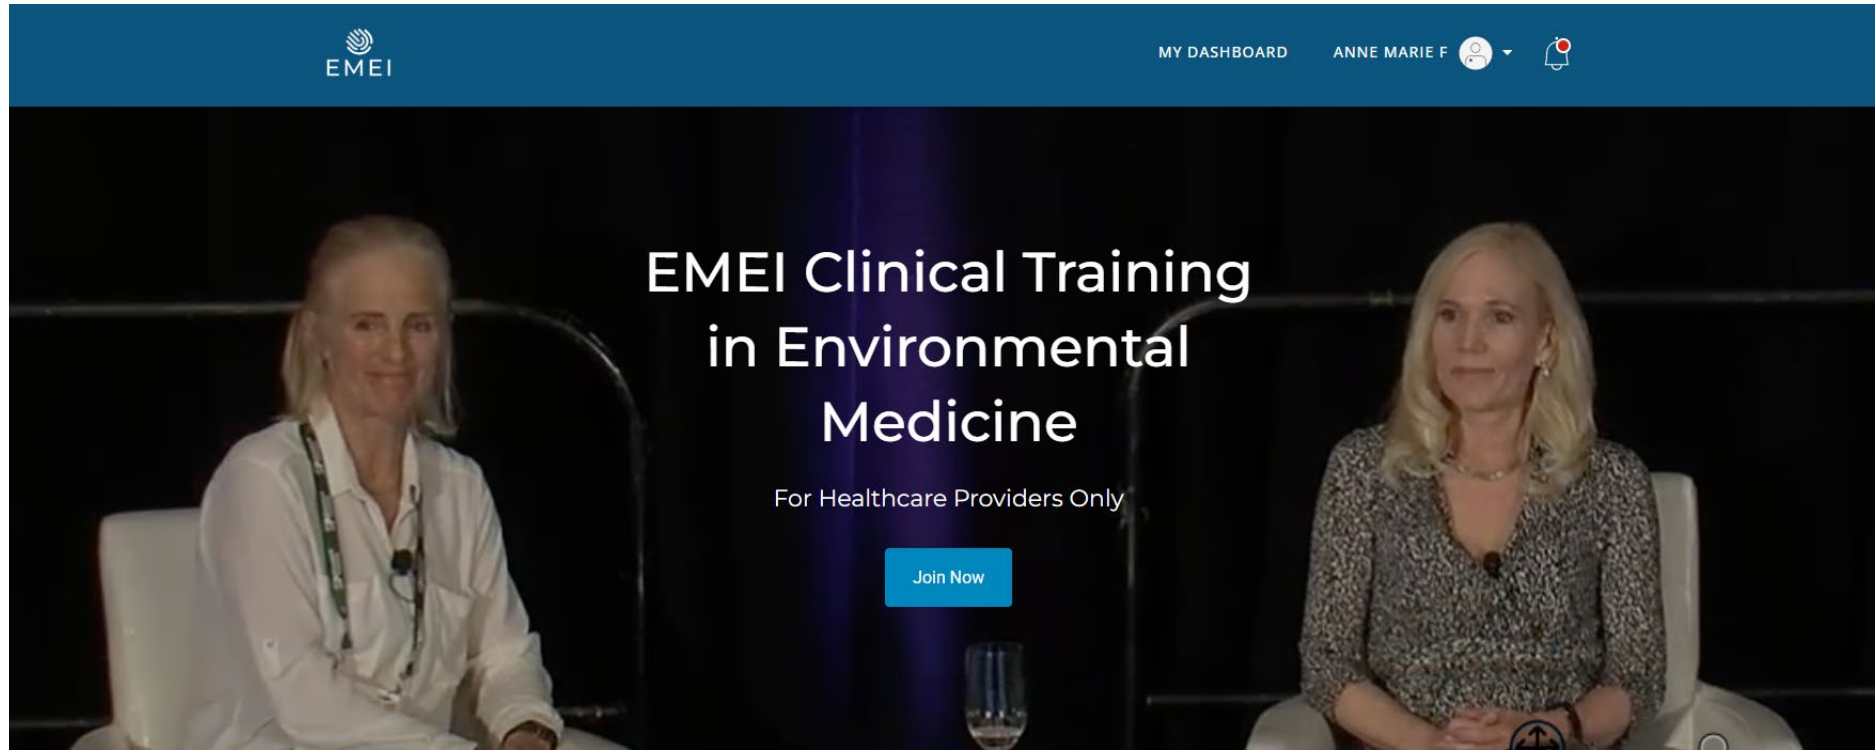 EMEI
MY DASHBOARD
ANNE MARIE F
EMEI Clinical Training
in Environmental
Medicine
For Healthcare Providers Only
Join Now